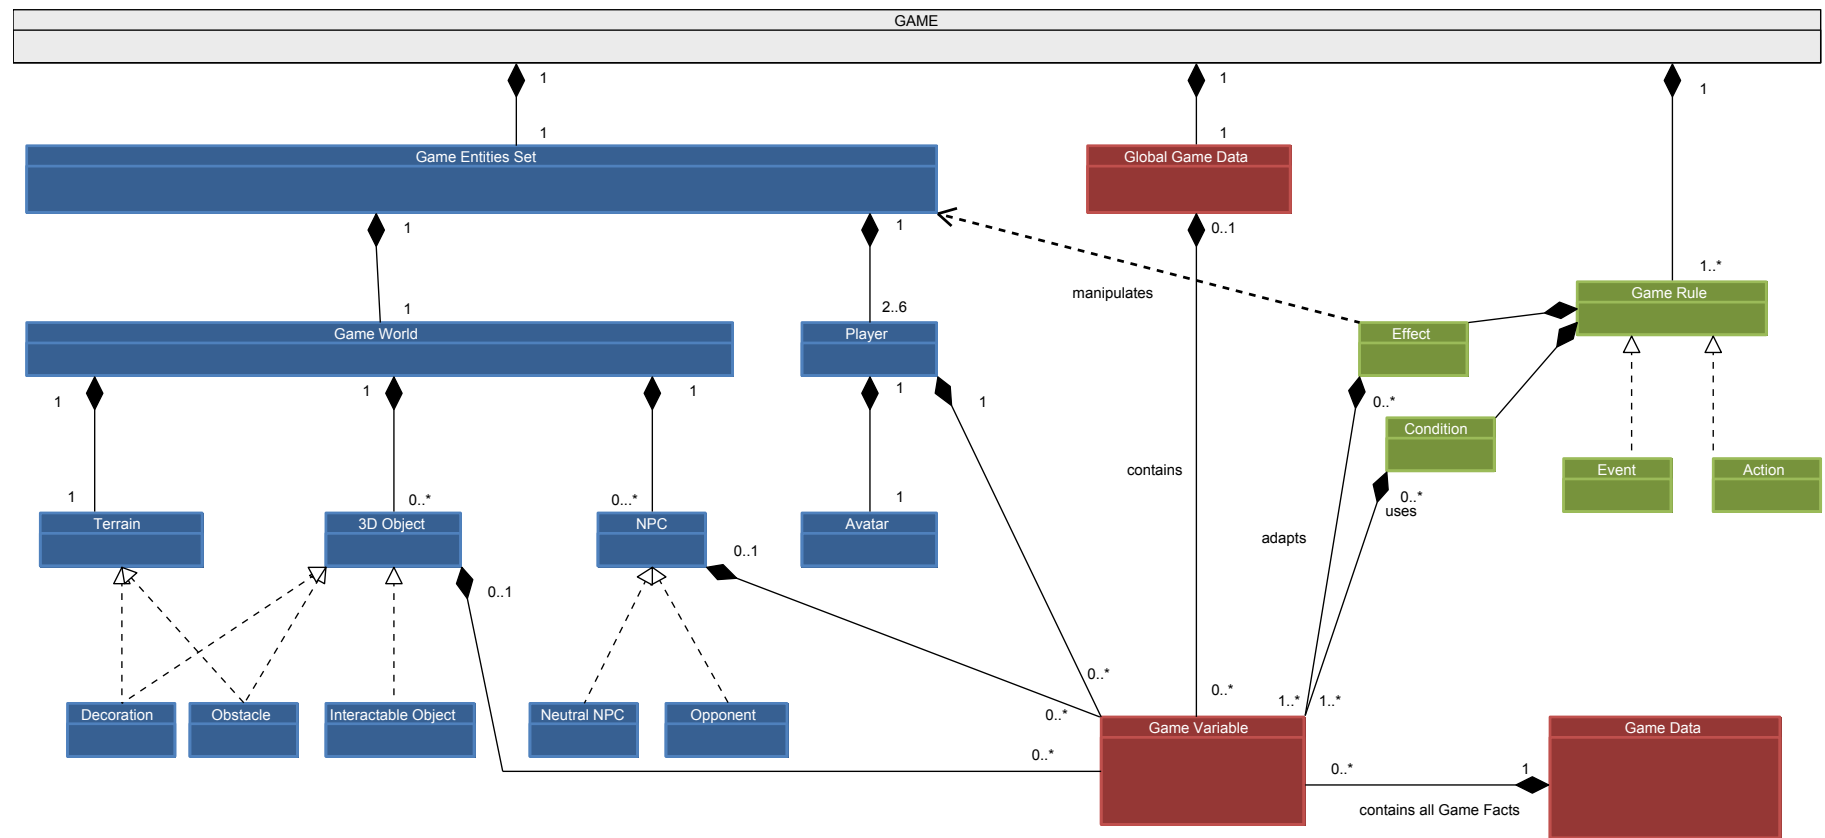 GAME
1
1
1
1
1
1
Game Entities Set
Global Game Data
1
1
0..1
1..*
manipulates
Game Rule
1
2..6
Game World
Player
Effect
1
1
1
1
1
0..*
Condition
contains
Event
Action
1
0..*
0...*
1
0..*
uses
Terrain
3D Object
NPC
Avatar
adapts
0..1
0..1
0..*
0..*
1..*
1..*
0..*
Decoration
Obstacle
Interactable Object
Neutral NPC
Opponent
Game Variable
Game Data
0..*
0..*
1
contains all Game Facts